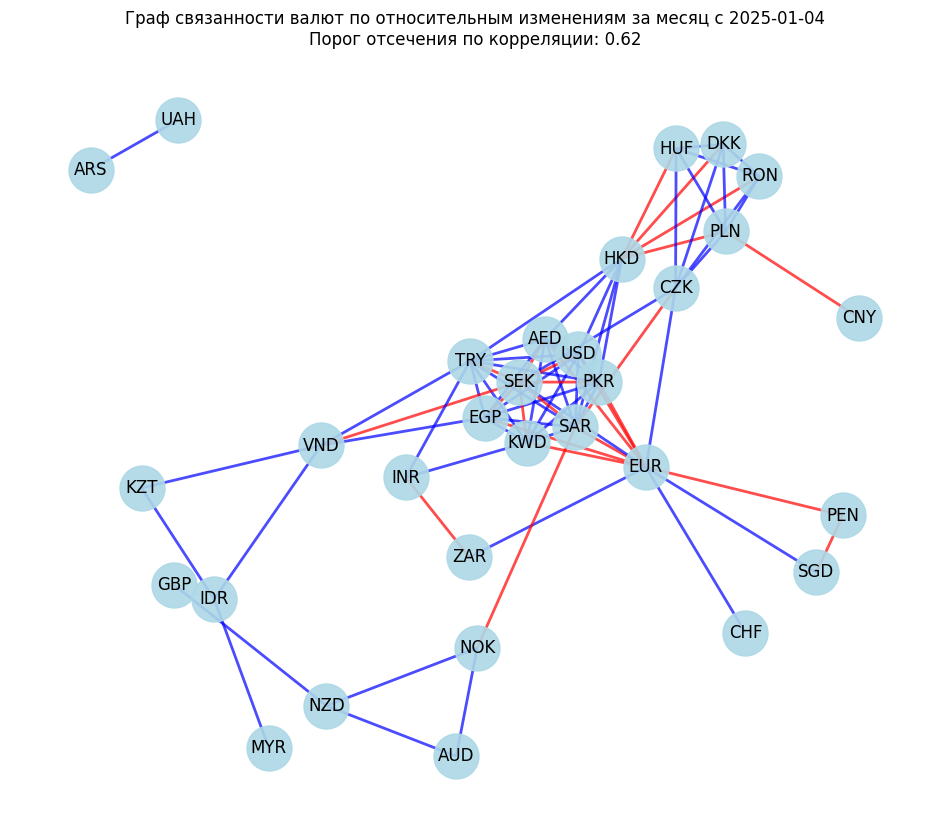 Граф связанности валют по относительным изменениям за месяц с 2025-01-04
Порог отсечения по корреляции: 0.62
UAH
ARS
HUF
DKK
RON
PLN
HKD
CZK
CNY
AED
USD
TRY
SEK
PKR
EGP
SAR
KWD
VND
EUR
INR
KZT
PEN
ZAR
SGD
GBP
IDR
CHF
NOK
NZD
MYR
AUD